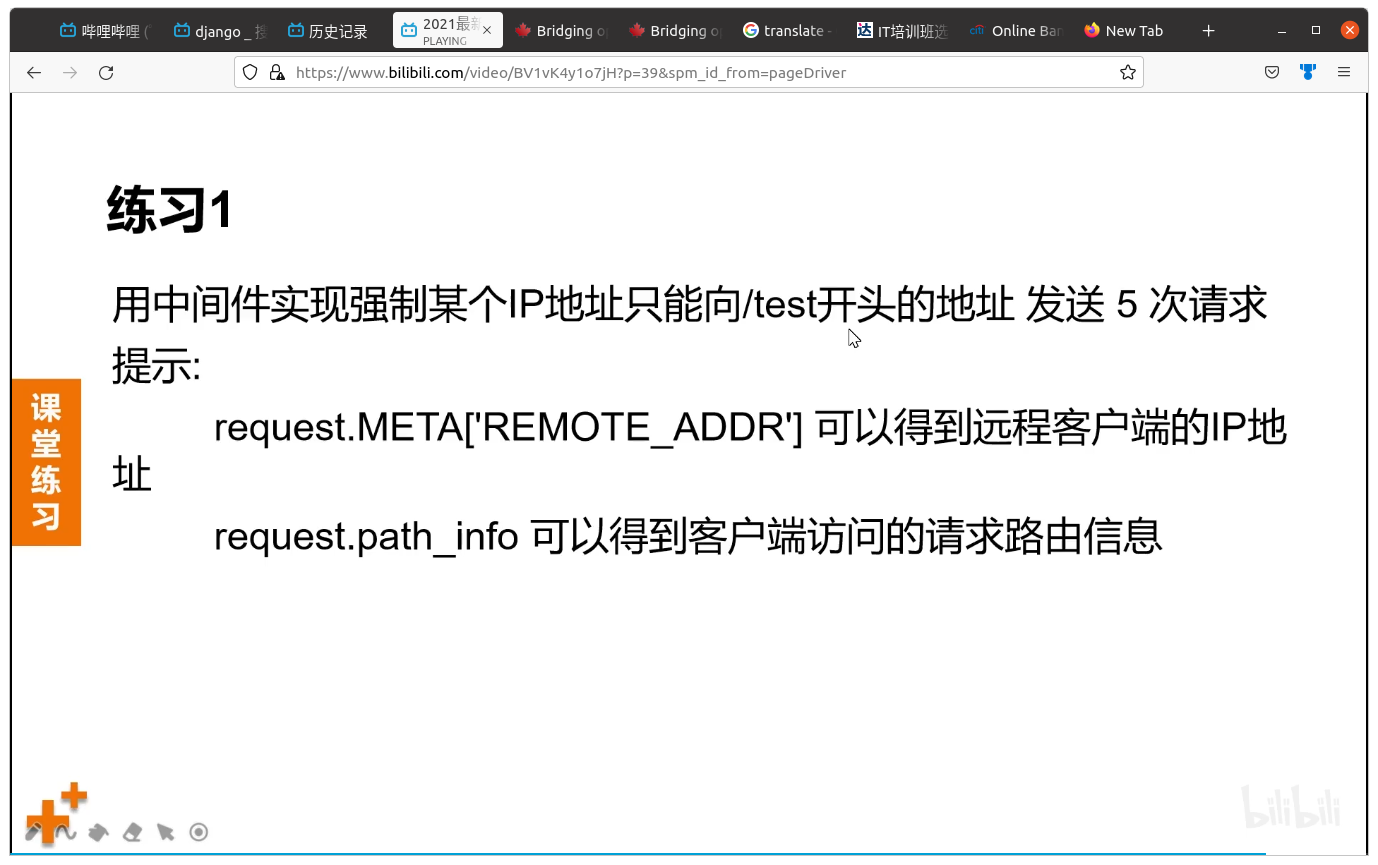 哔哩哔哩 (
django _ 搜
历史记录
2021最新
PLAYING
Bridging o
Bridging o
translate -
IT培训班选
citi
Online Ban
New Tab
https://www.bilibili.com/video/BV1vK4y1o7jH?p=39&spm_id_from=pageDriver
练习1
用中间件实现强制某个IP地址只能向/test开头的地址 发送 5 次请求
提示:
request.META['REMOTE_ADDR'] 可以得到远程客户端的IP地
址
request.path_info 可以得到客户端访问的请求路由信息
课
堂
练
习
bilibili